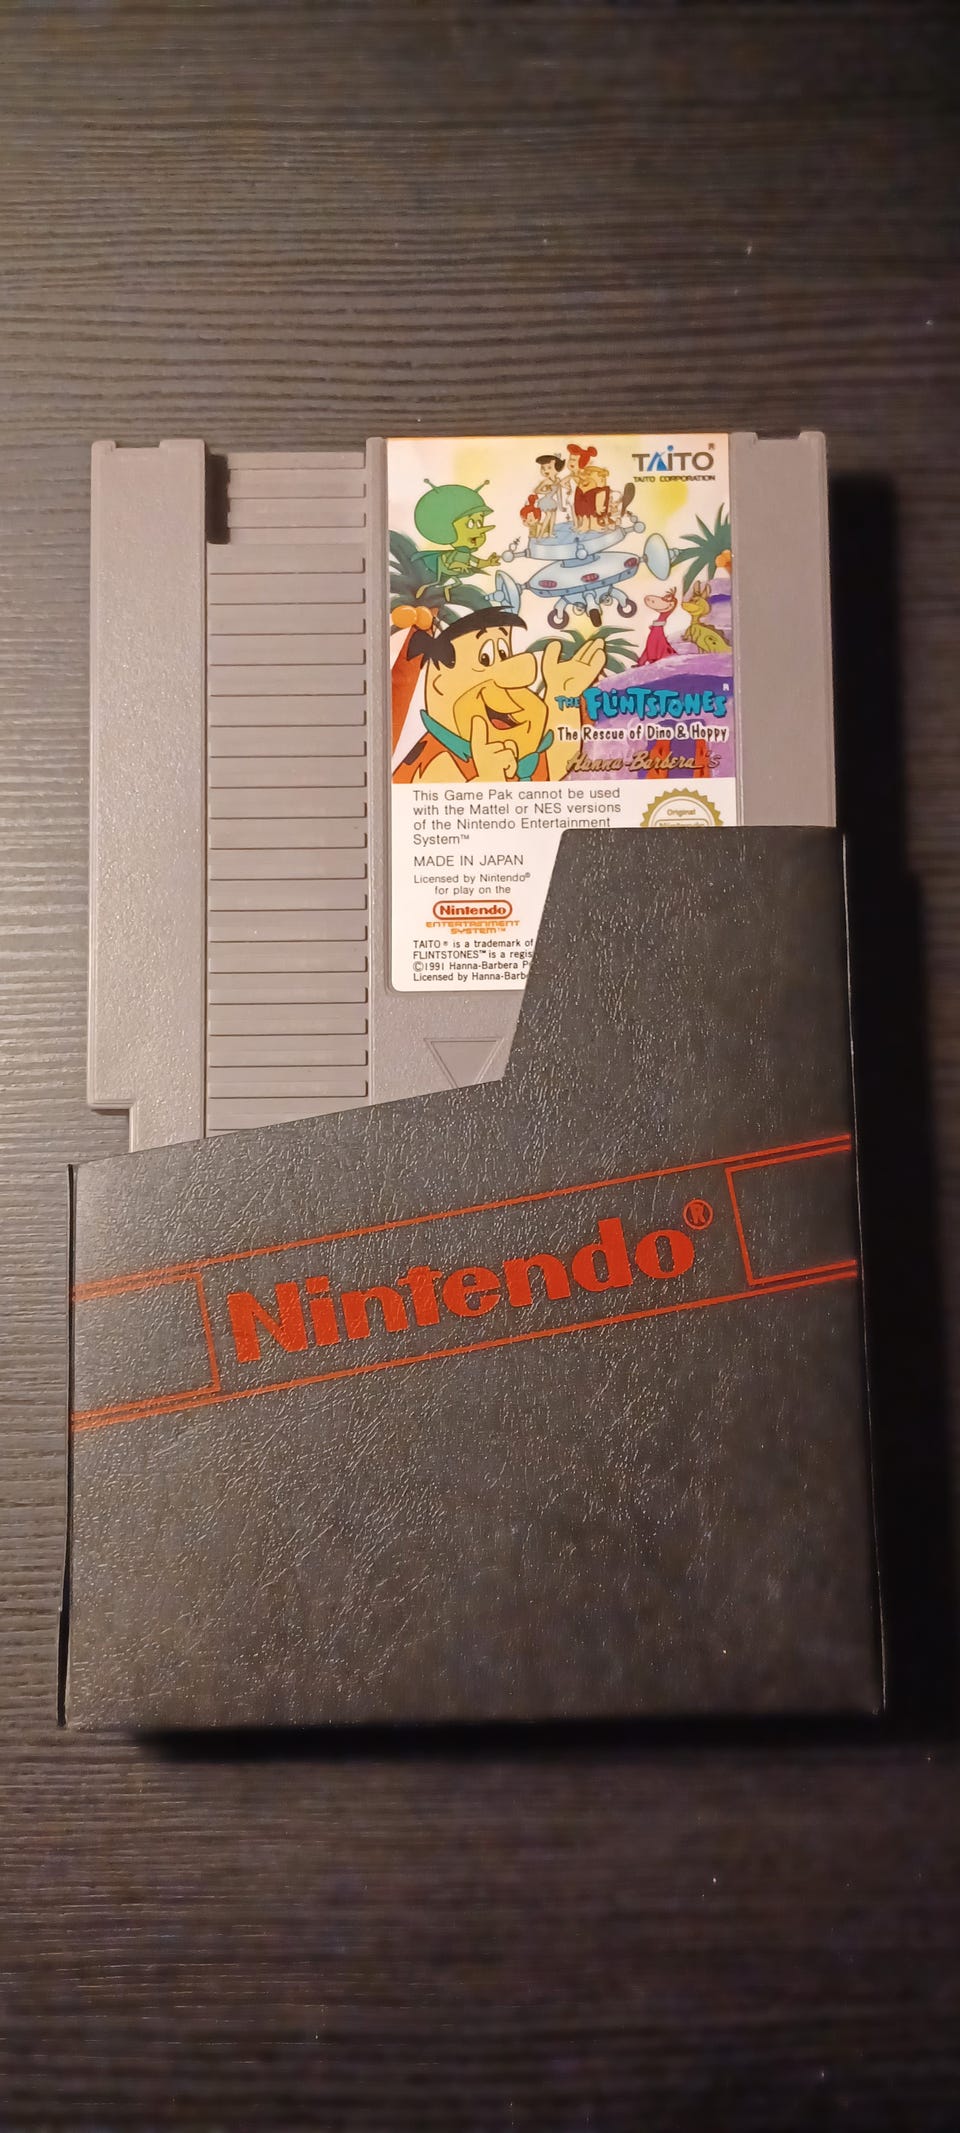 TAITO®
TAITO CORPORATION
THE FLINTSTONES®
The Rescue of Dino & Hoppy
Hanna-Barbera's
This Game Pak cannot be used
with the Mattel or NES versions
of the Nintendo Entertainment
System™
Original
Nintendo
MADE IN JAPAN
Licensed by Nintendo®
for play on the
Nintendo
ENTERTAINMENT
SYSTEM™
TAITO® is a trademark of
FLINTSTONES™ is a regis
©1991 Hanna-Barbera P
Licensed by Hanna-Barbe
Nintendo®